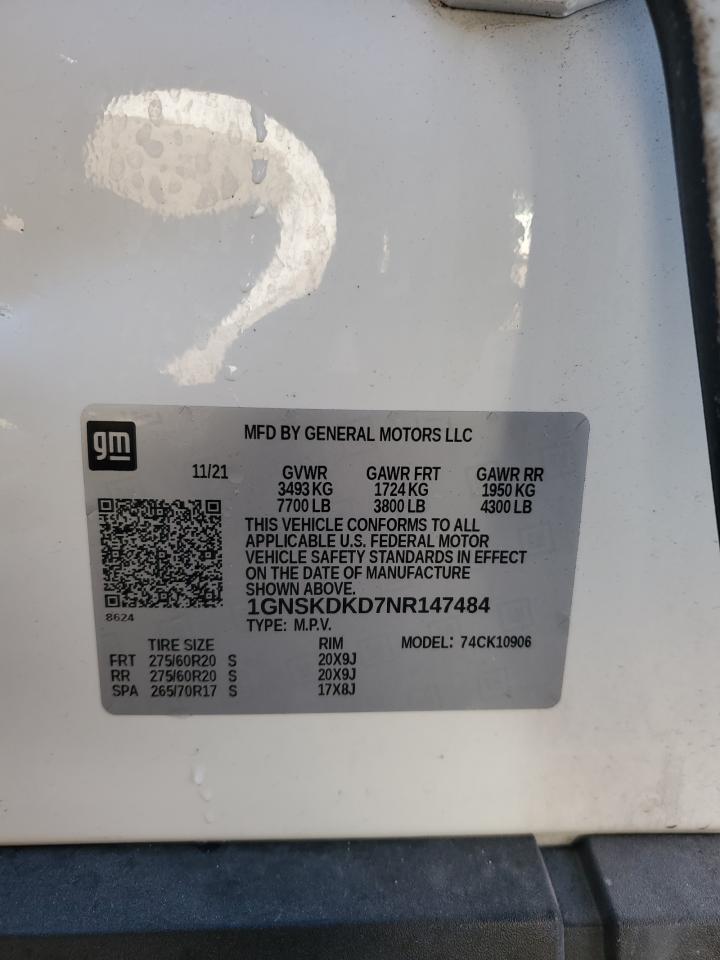 gm
MFD BY GENERAL MOTORS LLC
11/21 GVWR GAWR FRT GAWR RR
3493 KG 1724 KG 1950 KG
7700 LB 3800 LB 4300 LB
THIS VEHICLE CONFORMS TO ALL
APPLICABLE U.S. FEDERAL MOTOR
VEHICLE SAFETY STANDARDS IN EFFECT
ON THE DATE OF MANUFACTURE
SHOWN ABOVE.
1GNSKDKD7NR147484
8624
TYPE: M.P.V.
TIRE SIZE RIM MODEL: 74CK10906
FRT 275/60R20 S 20X9J
RR 275/60R20 S 20X9J
SPA 265/70R17 S 17X8J